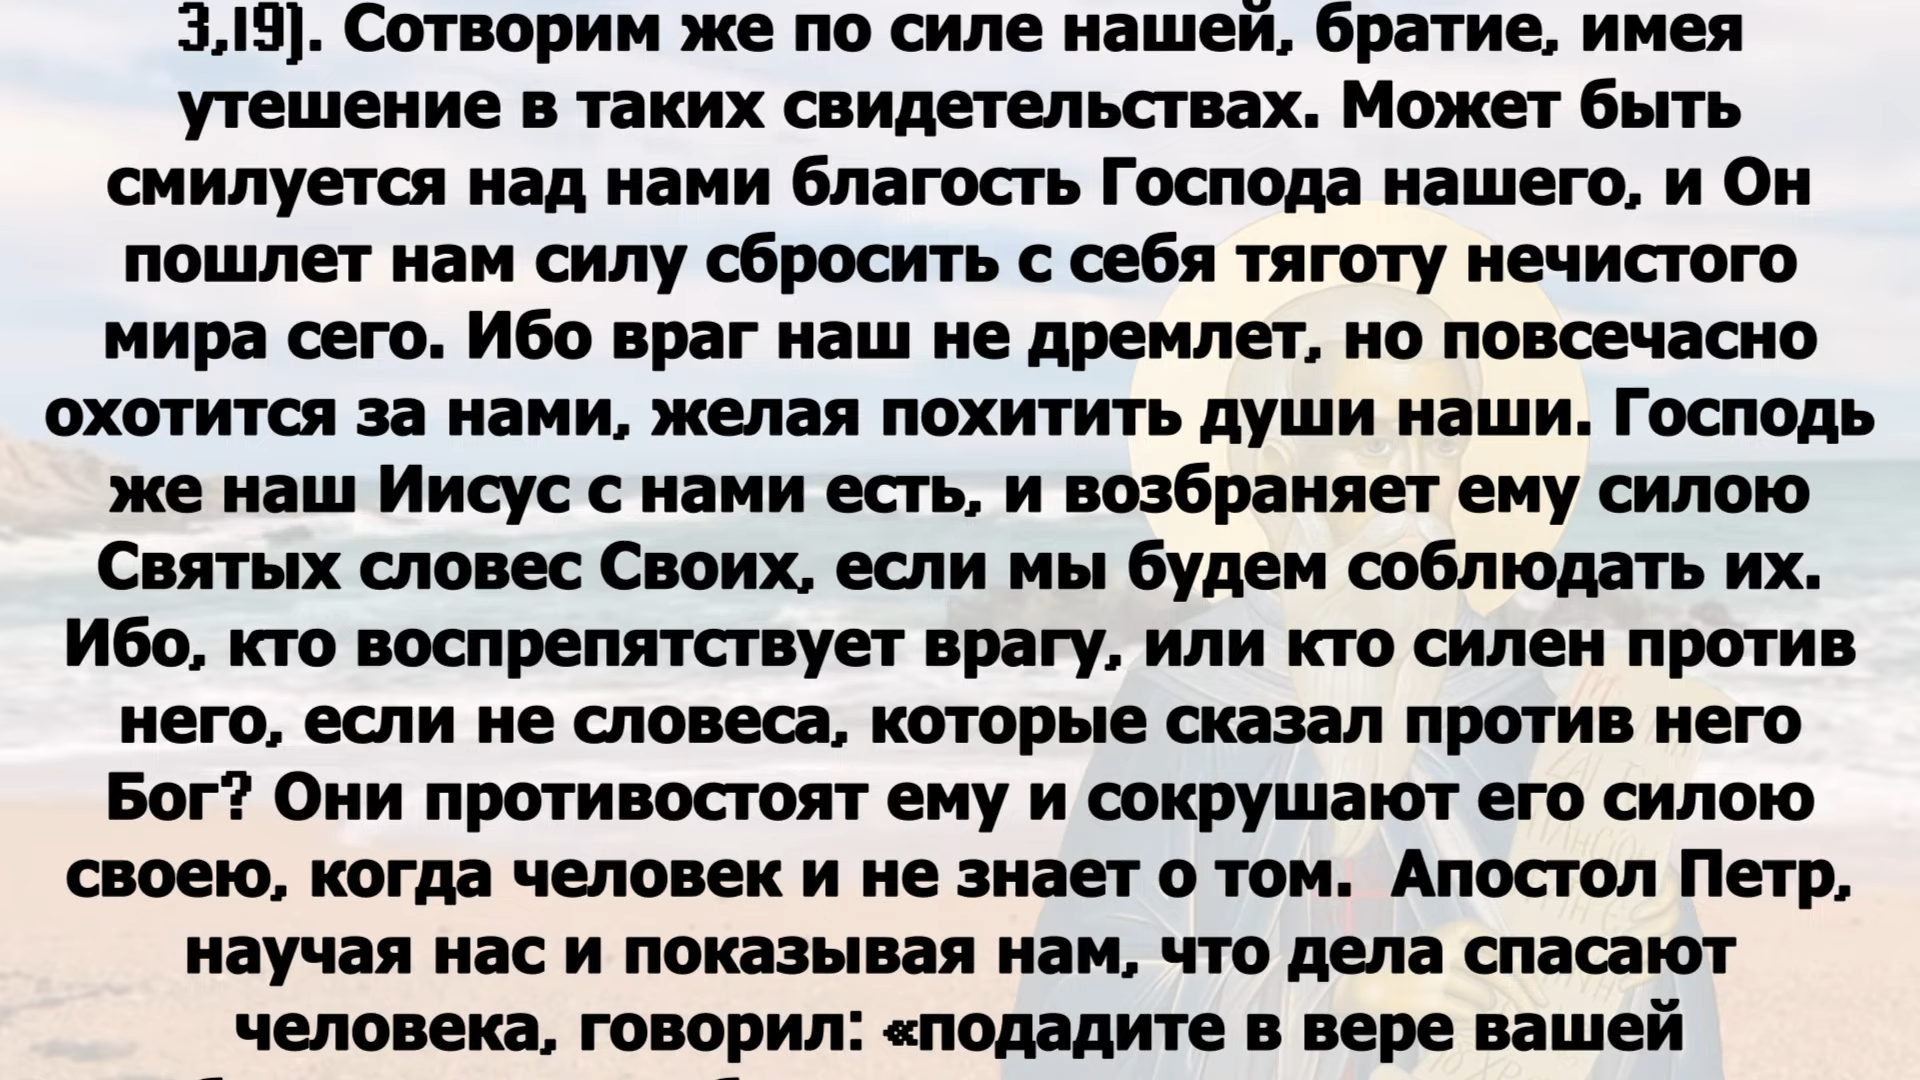 3,19). Сотворим же по силе нашей, братие, имея
утешение в таких свидетельствах. Может быть
смилуется над нами благость Господа нашего, и Он
пошлет нам силу сбросить с себя тяготу нечистого
мира сего. Ибо враг наш не дремлет, но повсечасно
охотится за нами, желая похитить души наши. Господь
же наш Иисус с нами есть, и возбраняет ему силою
Святых словес Своих, если мы будем соблюдать их.
Ибо, кто воспрепятствует врагу, или кто силен против
него, если не словеса, которые сказал против него
Бог? Они противостоят ему и сокрушают его силою
своею, когда человек и не знает о том.  Апостол Петр,
научая нас и показывая нам, что дела спасают
человека, говорил: «подадите в вере вашей